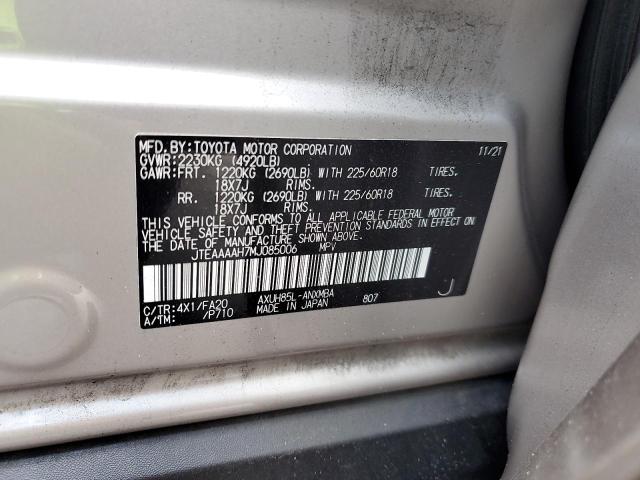 MFD.BY:TOYOTA MOTOR CORPORATION 11/21
GVWR:2230KG (4920LB)
GAWR:FRT. 1220KG (2690LB) WITH 225/60R18 TIRES.
18X7J RIMS.
RR. 1220KG (2690LB) WITH 225/60R18 TIRES.
18X7J RIMS.
THIS VEHICLE CONFORMS TO ALL APPLICABLE FEDERAL MOTOR
VEHICLE SAFETY AND THEFT PREVENTION STANDARDS IN EFFECT ON
THE DATE OF MANUFACTURE SHOWN ABOVE.
JTEAAAAH7MJ085006 MPV
C/TR:4X1/FA20 AXUH85L-ANXMBA J
A/TM: /P710 MADE IN JAPAN 807